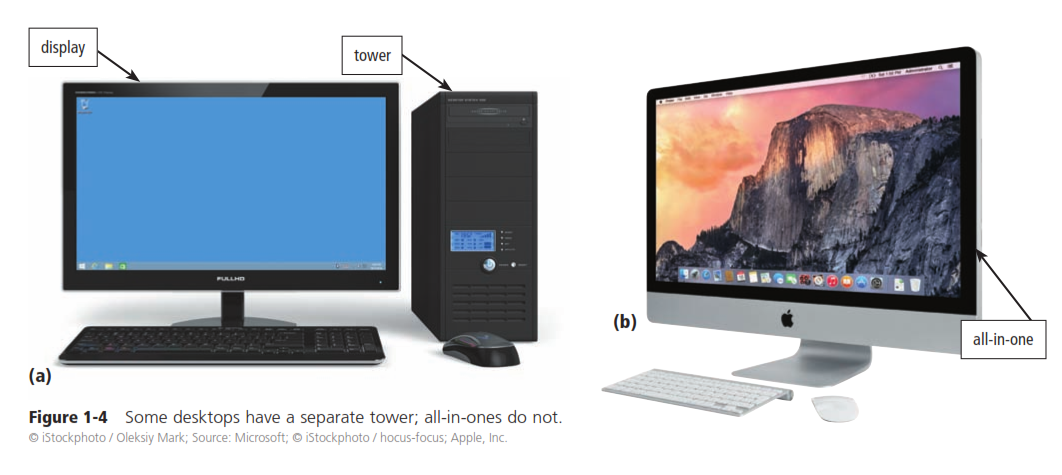 display
tower
FULLHD
(a)
(b)
all-in-one
Figure 1-4 Some desktops have a separate tower; all-in-ones do not.
© iStockphoto / Oleksiy Mark; Source: Microsoft; © iStockphoto / hocus-focus; Apple, Inc.